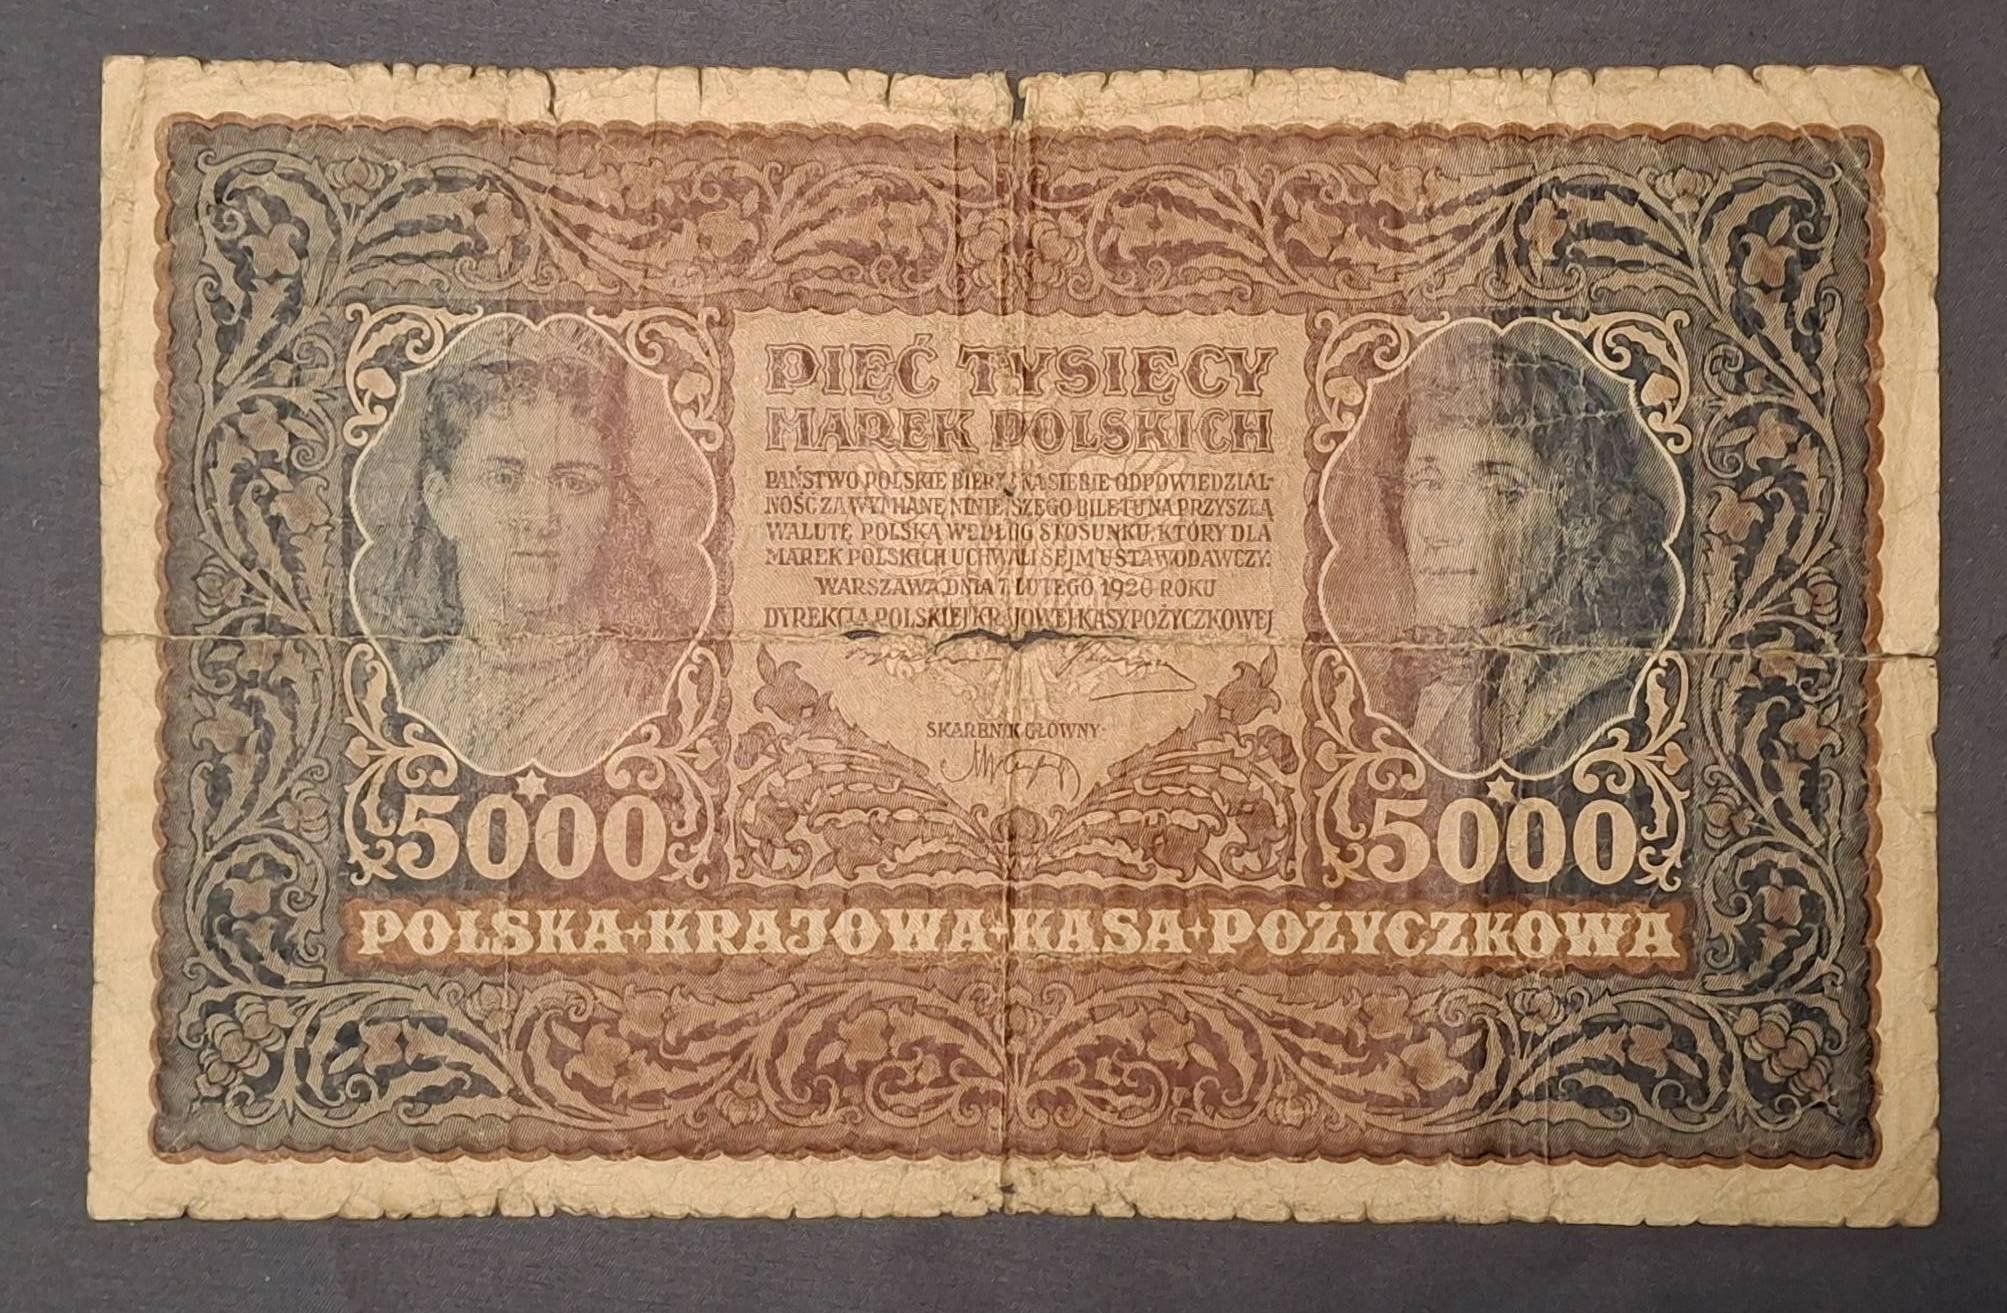 PIĘĆ TYSIĘCY
MAREK POLSKICH
PAŃSTWO POLSKIE BIERZE NA SIEBIE ODPOWIEDZIAL-
NOŚĆ ZA WYMIANĘ NINIEJSZEGO BILETU NA PRZYSZŁĄ
WALUTĘ POLSKĄ WEDŁUG STOSUNKU, KTÓRY DLA
MAREK POLSKICH UCHWALI SEJM USTAWODAWCZY.
WARSZAWA, DNIA 7 LUTEGO 1920 ROKU
DYREKCJA POLSKIEJ KRAJOWEJ KASY POŻYCZKOWEJ
SKARBNIK GŁÓWNY
5000 5000
POLSKA+KRAJOWA+KASA+POŻYCZKOWA